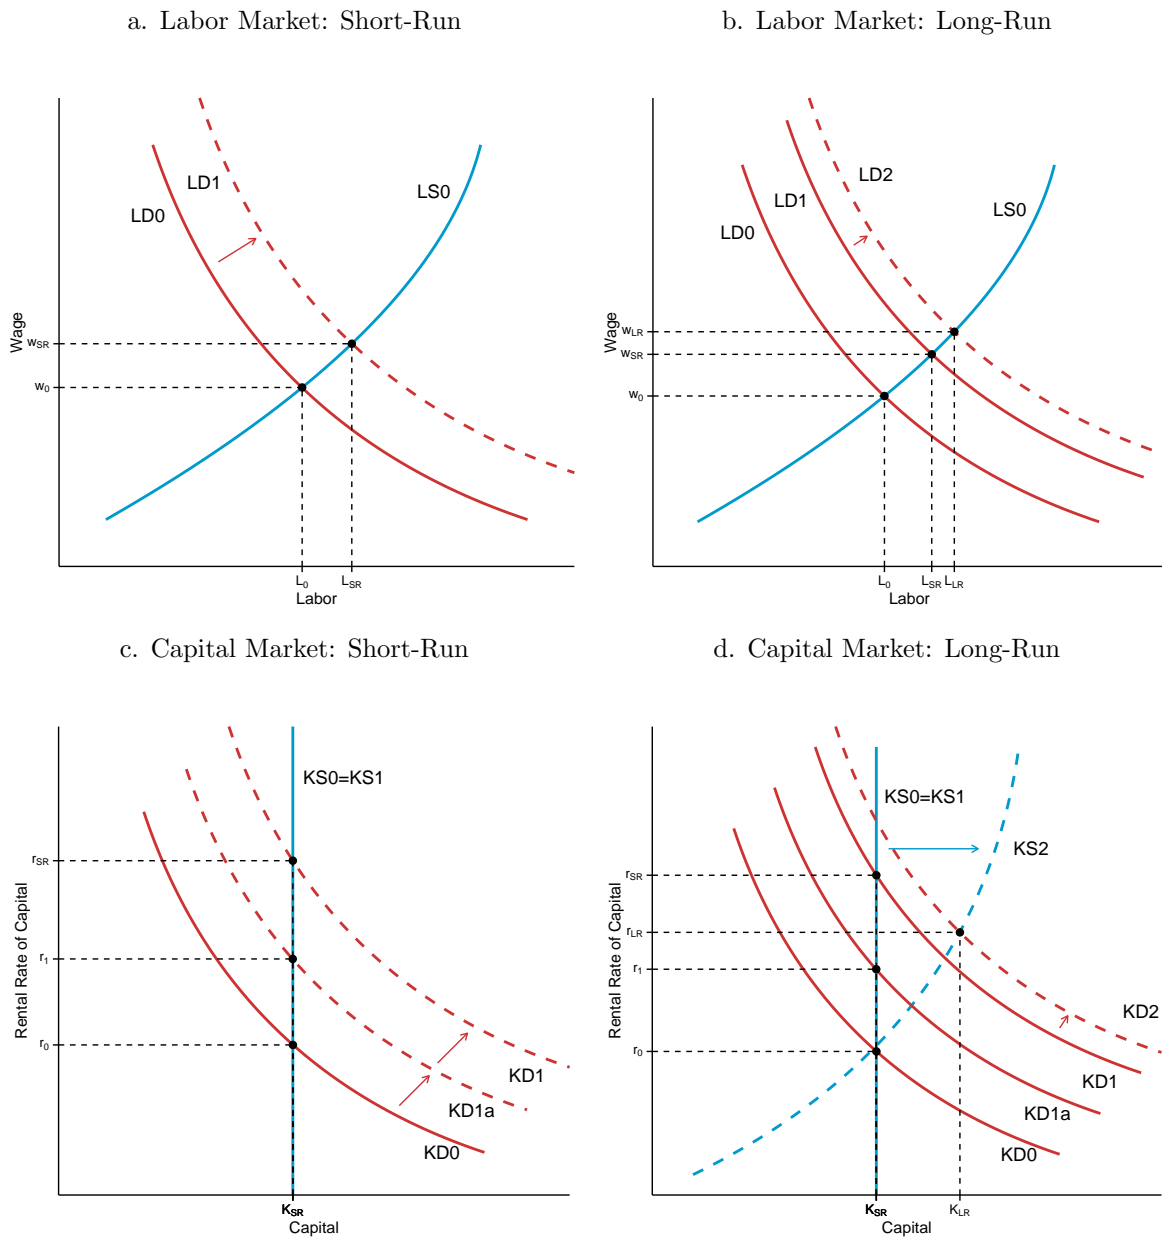 a. Labor Market: Short-Run
LD1
LD0
LS0
Wage
wSR
w0
L0
LSR
Labor
b. Labor Market: Long-Run
LD2
LD1
LD0
LS0
Wage
wLR
wSR
w0
L0
LSR
LLR
Labor
c. Capital Market: Short-Run
KS0=KS1
Rental Rate of Capital
rSR
r1
r0
KD1
KD1a
KD0
KSR
Capital
d. Capital Market: Long-Run
KS0=KS1
KS2
Rental Rate of Capital
rSR
rLR
r1
r0
KD2
KD1
KD1a
KD0
KSR
KLR
Capital